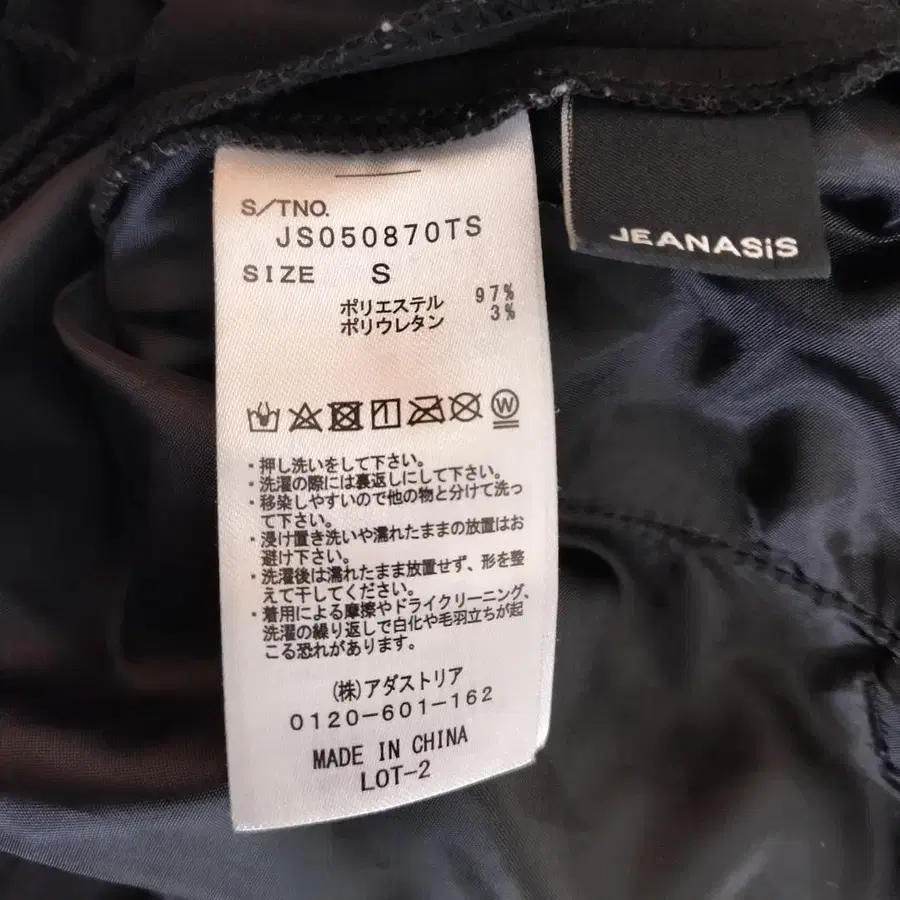 S/TNO.
JS050870TS
SIZE S
ポリエステル 97%
ポリウレタン 3%
W
・押し洗いをして下さい。
・洗濯の際には裏返しにして下さい。
・移染しやすいので他の物と分けて洗っ
て下さい。
・浸け置き洗いや濡れたままの放置はお
避け下さい。
・洗濯後は濡れたまま放置せず、形を整
えて干してください。
・着用による摩擦やドライクリーニング、
洗濯の繰り返しで白化や毛羽立ちが起
こる恐れがあります。
(株)アダストリア
0120-601-162
MADE IN CHINA
LOT-2
JEANASiS